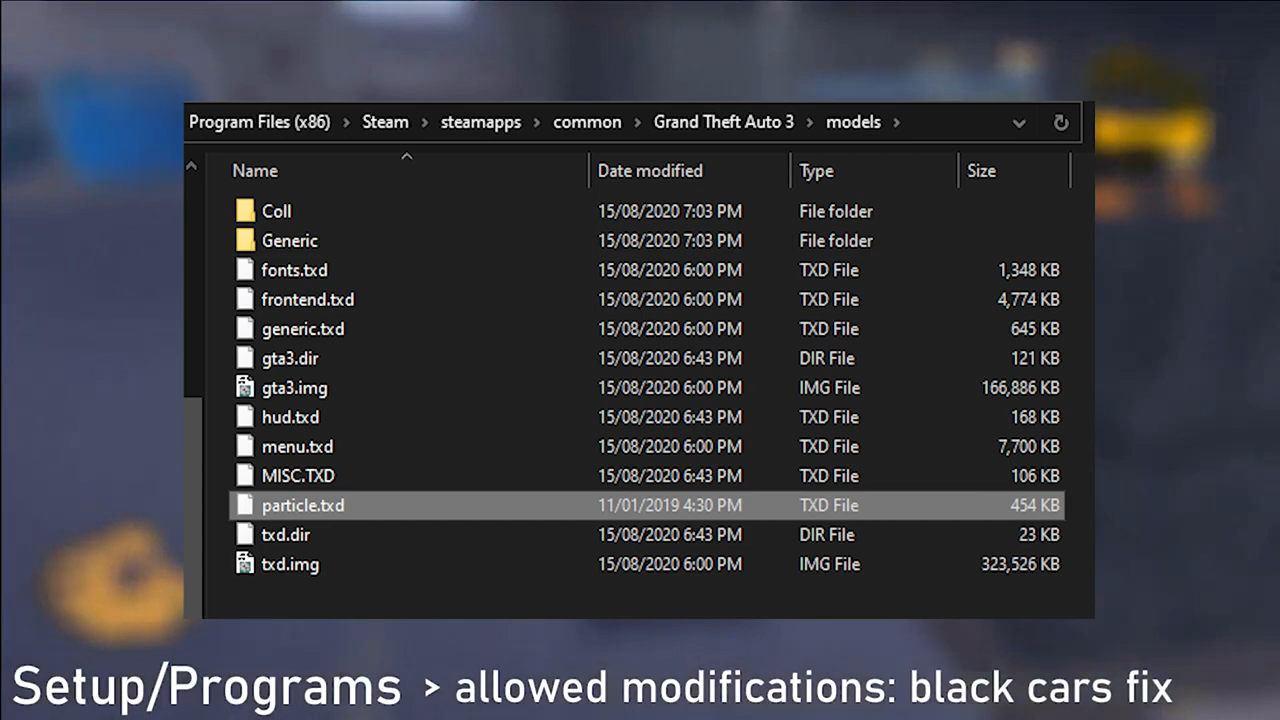 Program Files (x86) > Steam > steamapps > common > Grand Theft Auto 3 > models >
Name Date modified Type Size
Coll 15/08/2020 7:03 PM File folder
Generic 15/08/2020 7:03 PM File folder
fonts.txd 15/08/2020 6:00 PM TXD File 1,348 KB
frontend.txd 15/08/2020 6:00 PM TXD File 4,774 KB
generic.txd 15/08/2020 6:00 PM TXD File 645 KB
gta3.dir 15/08/2020 6:43 PM DIR File 121 KB
gta3.img 15/08/2020 6:00 PM IMG File 166,886 KB
hud.txd 15/08/2020 6:43 PM TXD File 168 KB
menu.txd 15/08/2020 6:00 PM TXD File 7,700 KB
MISC.TXD 15/08/2020 6:43 PM TXD File 106 KB
particle.txd 11/01/2019 4:30 PM TXD File 454 KB
txd.dir 15/08/2020 6:43 PM DIR File 23 KB
txd.img 15/08/2020 6:00 PM IMG File 323,526 KB
Setup/Programs > allowed modifications: black cars fix